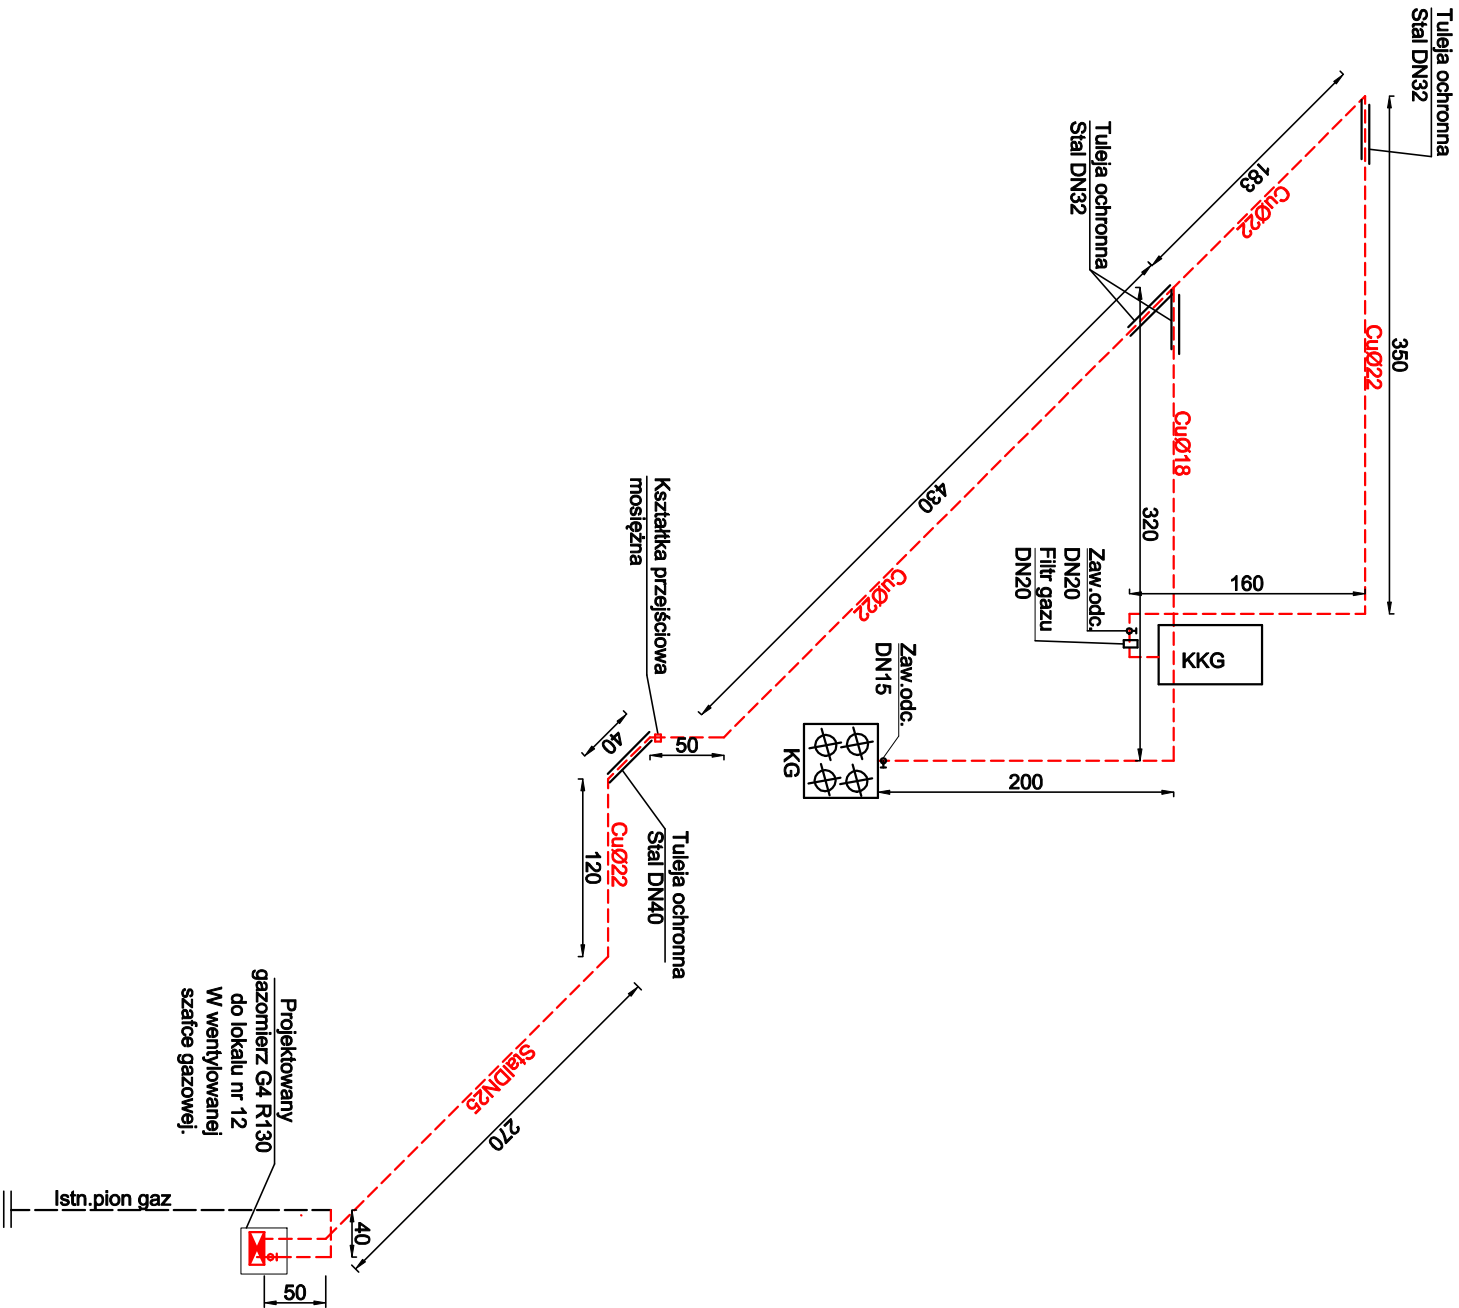 Tuleja ochronna
Stal DN32
183
CuØ22
350
CuØ22
Tuleja ochronna
Stal DN32
CuØ18
320
160
430
CuØ22
Zaw.odc.
DN20
Filtr gazu
DN20
KKG
Zaw.odc.
DN15
KG
200
Kształtka przejściowa
mosiężna
50
40
Tuleja ochronna
Stal DN40
CuØ22
120
StalDN25
270
Projektowany
gazomierz G4 R130
do lokalu nr 12
W wentylowanej
szafce gazowej.
Istn.pion gaz
40
50